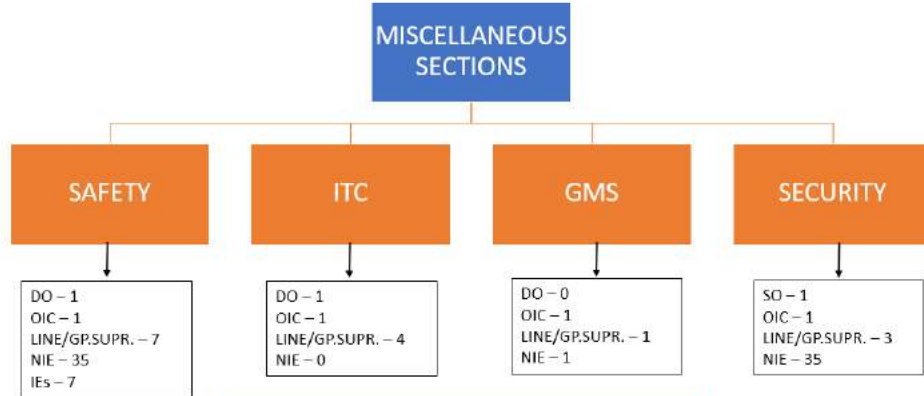 MISCELLANEOUS
SECTIONS
SAFETY
ITC
GMS
SECURITY
DO – 1
OIC – 1
LINE/GP.SUPR. – 7
NIE – 35
IEs – 7
DO – 1
OIC – 1
LINE/GP.SUPR. – 4
NIE – 0
DO – 0
OIC – 1
LINE/GP.SUPR. – 1
NIE – 1
SO – 1
OIC – 1
LINE/GP.SUPR. – 3
NIE – 35